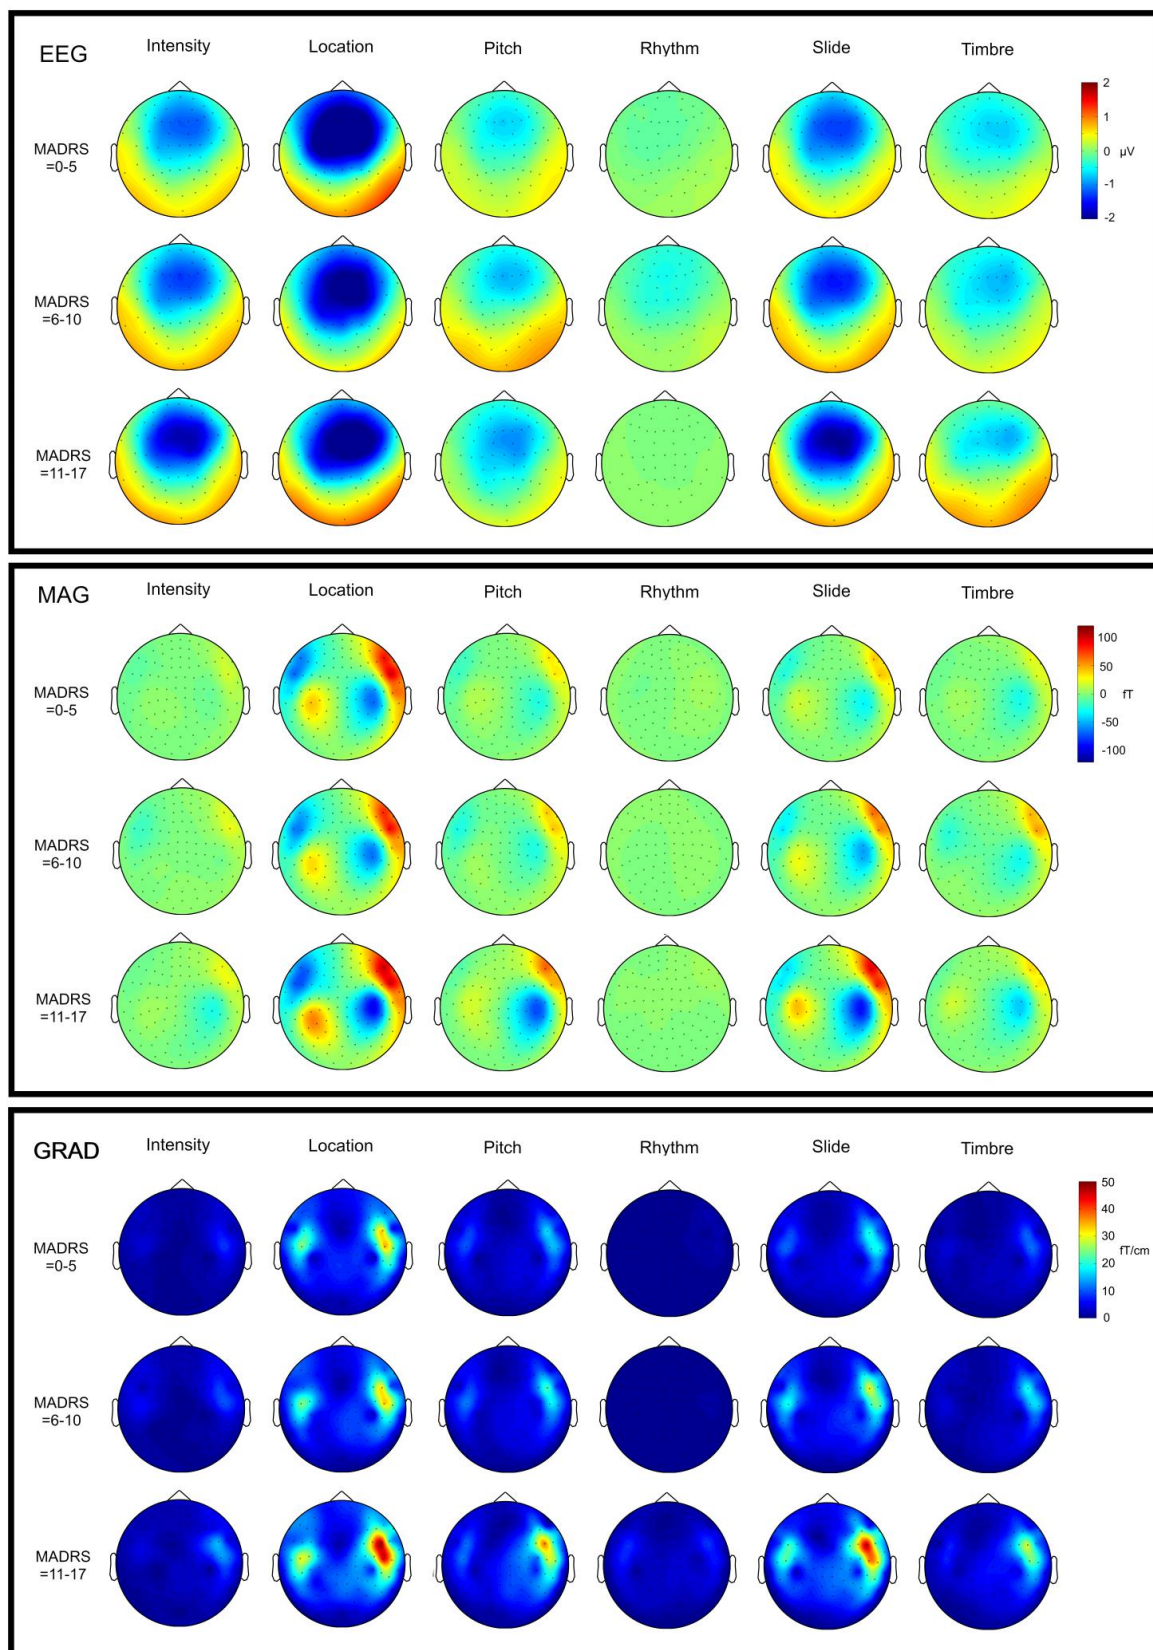 EEG
Intensity Location Pitch Rhythm Slide Timbre
MADRS
=0-5
2
1
0 µV
-1
-2
MADRS
=6-10
MADRS
=11-17
MAG
Intensity Location Pitch Rhythm Slide Timbre
MADRS
=0-5
100
50
0 fT
-50
-100
MADRS
=6-10
MADRS
=11-17
GRAD
Intensity Location Pitch Rhythm Slide Timbre
MADRS
=0-5
50
40
30
fT/cm
20
10
0
MADRS
=6-10
MADRS
=11-17